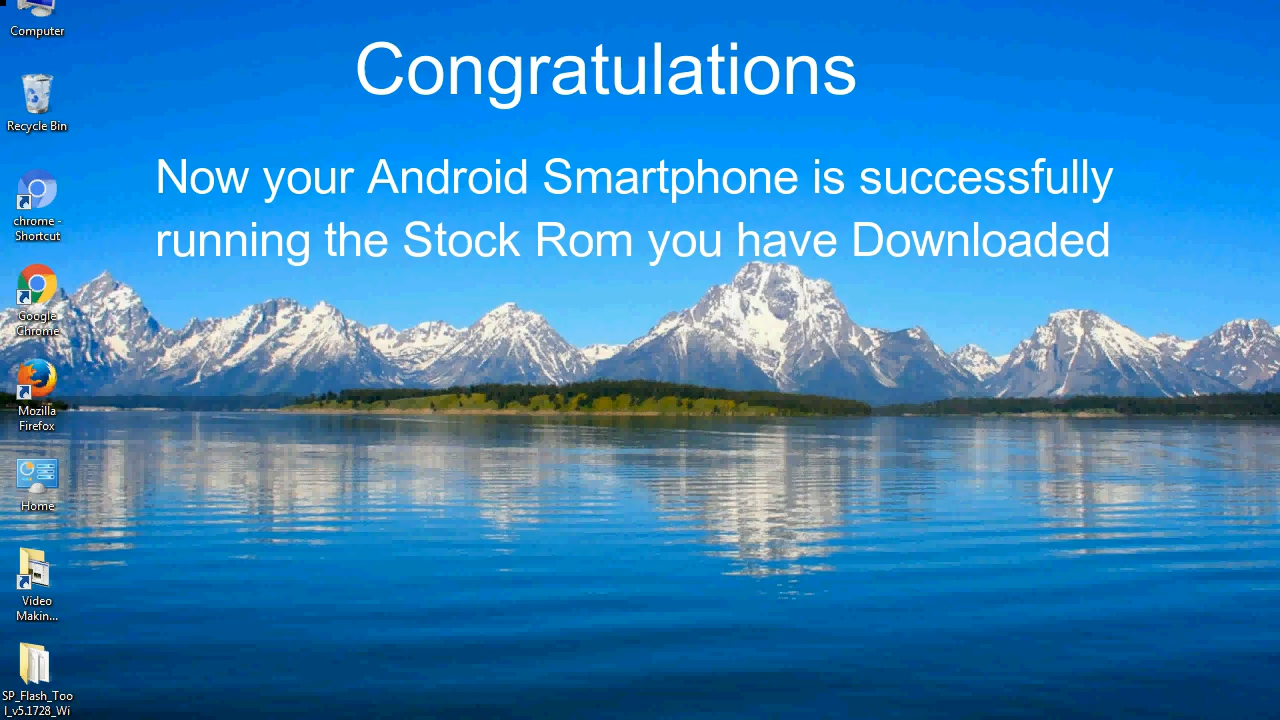 Computer
Congratulations
Recycle Bin
Now your Android Smartphone is successfully
running the Stock Rom you have Downloaded
chrome -
Shortcut
Google
Chrome
Mozilla
Firefox
Home
Video
Makin...
SP_Flash_Too
l_v5.1728_Wi